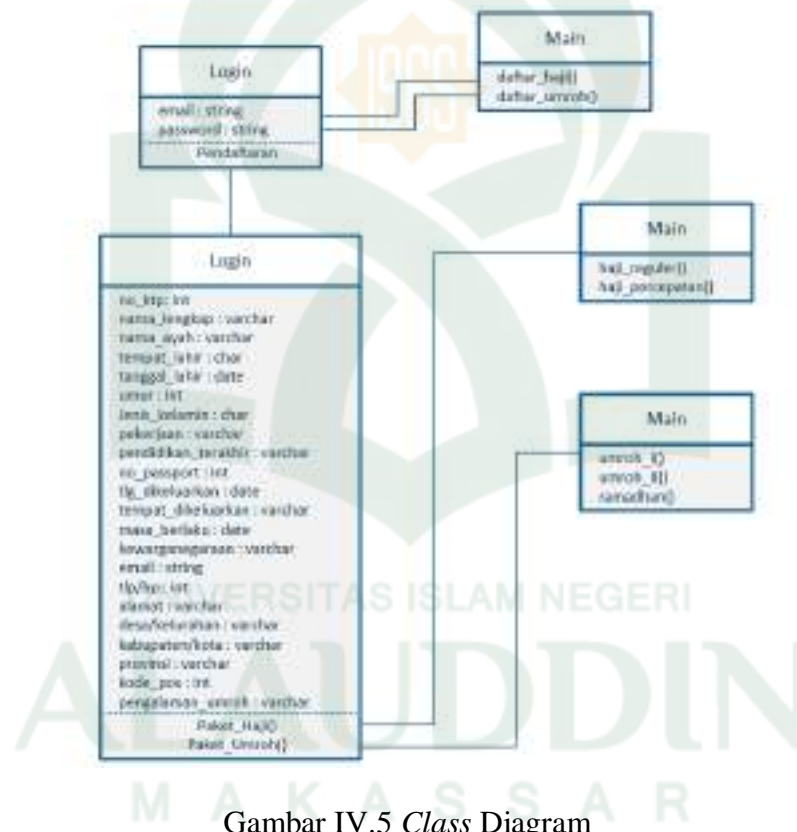 Main
daftar_haji()
daftar_umroh()
Login
email : string
password : string
Pendaftaran
Login
no_ktp: int
nama_lengkap : varchar
nama_ayah : varchar
tempat_lahir : char
tanggal_lahir : date
umur : int
Jenis_kelamin : char
pekerjaan : varchar
pendidikan_terakhir : varchar
no_passport : int
tlg_dikeluarkan : date
tempat_dikeluarkan : varchar
masa_berlaku : date
kewarganegaraan : varchar
email : string
tlp/hp : int
alamat : varchar
desa/kelurahan : varchar
kabupaten/kota : varchar
provinsi : varchar
kode_pos : int
pengalaman_umroh : varchar
Paket_Haji()
Paket_Umroh()
Main
haji_reguler()
haji_percepatan()
Main
umroh_I()
umroh_II()
ramadhan()
1965
UNIVERSITAS ISLAM NEGERI
ALAUDDIN
MAKASSAR
Gambar IV.5 Class Diagram